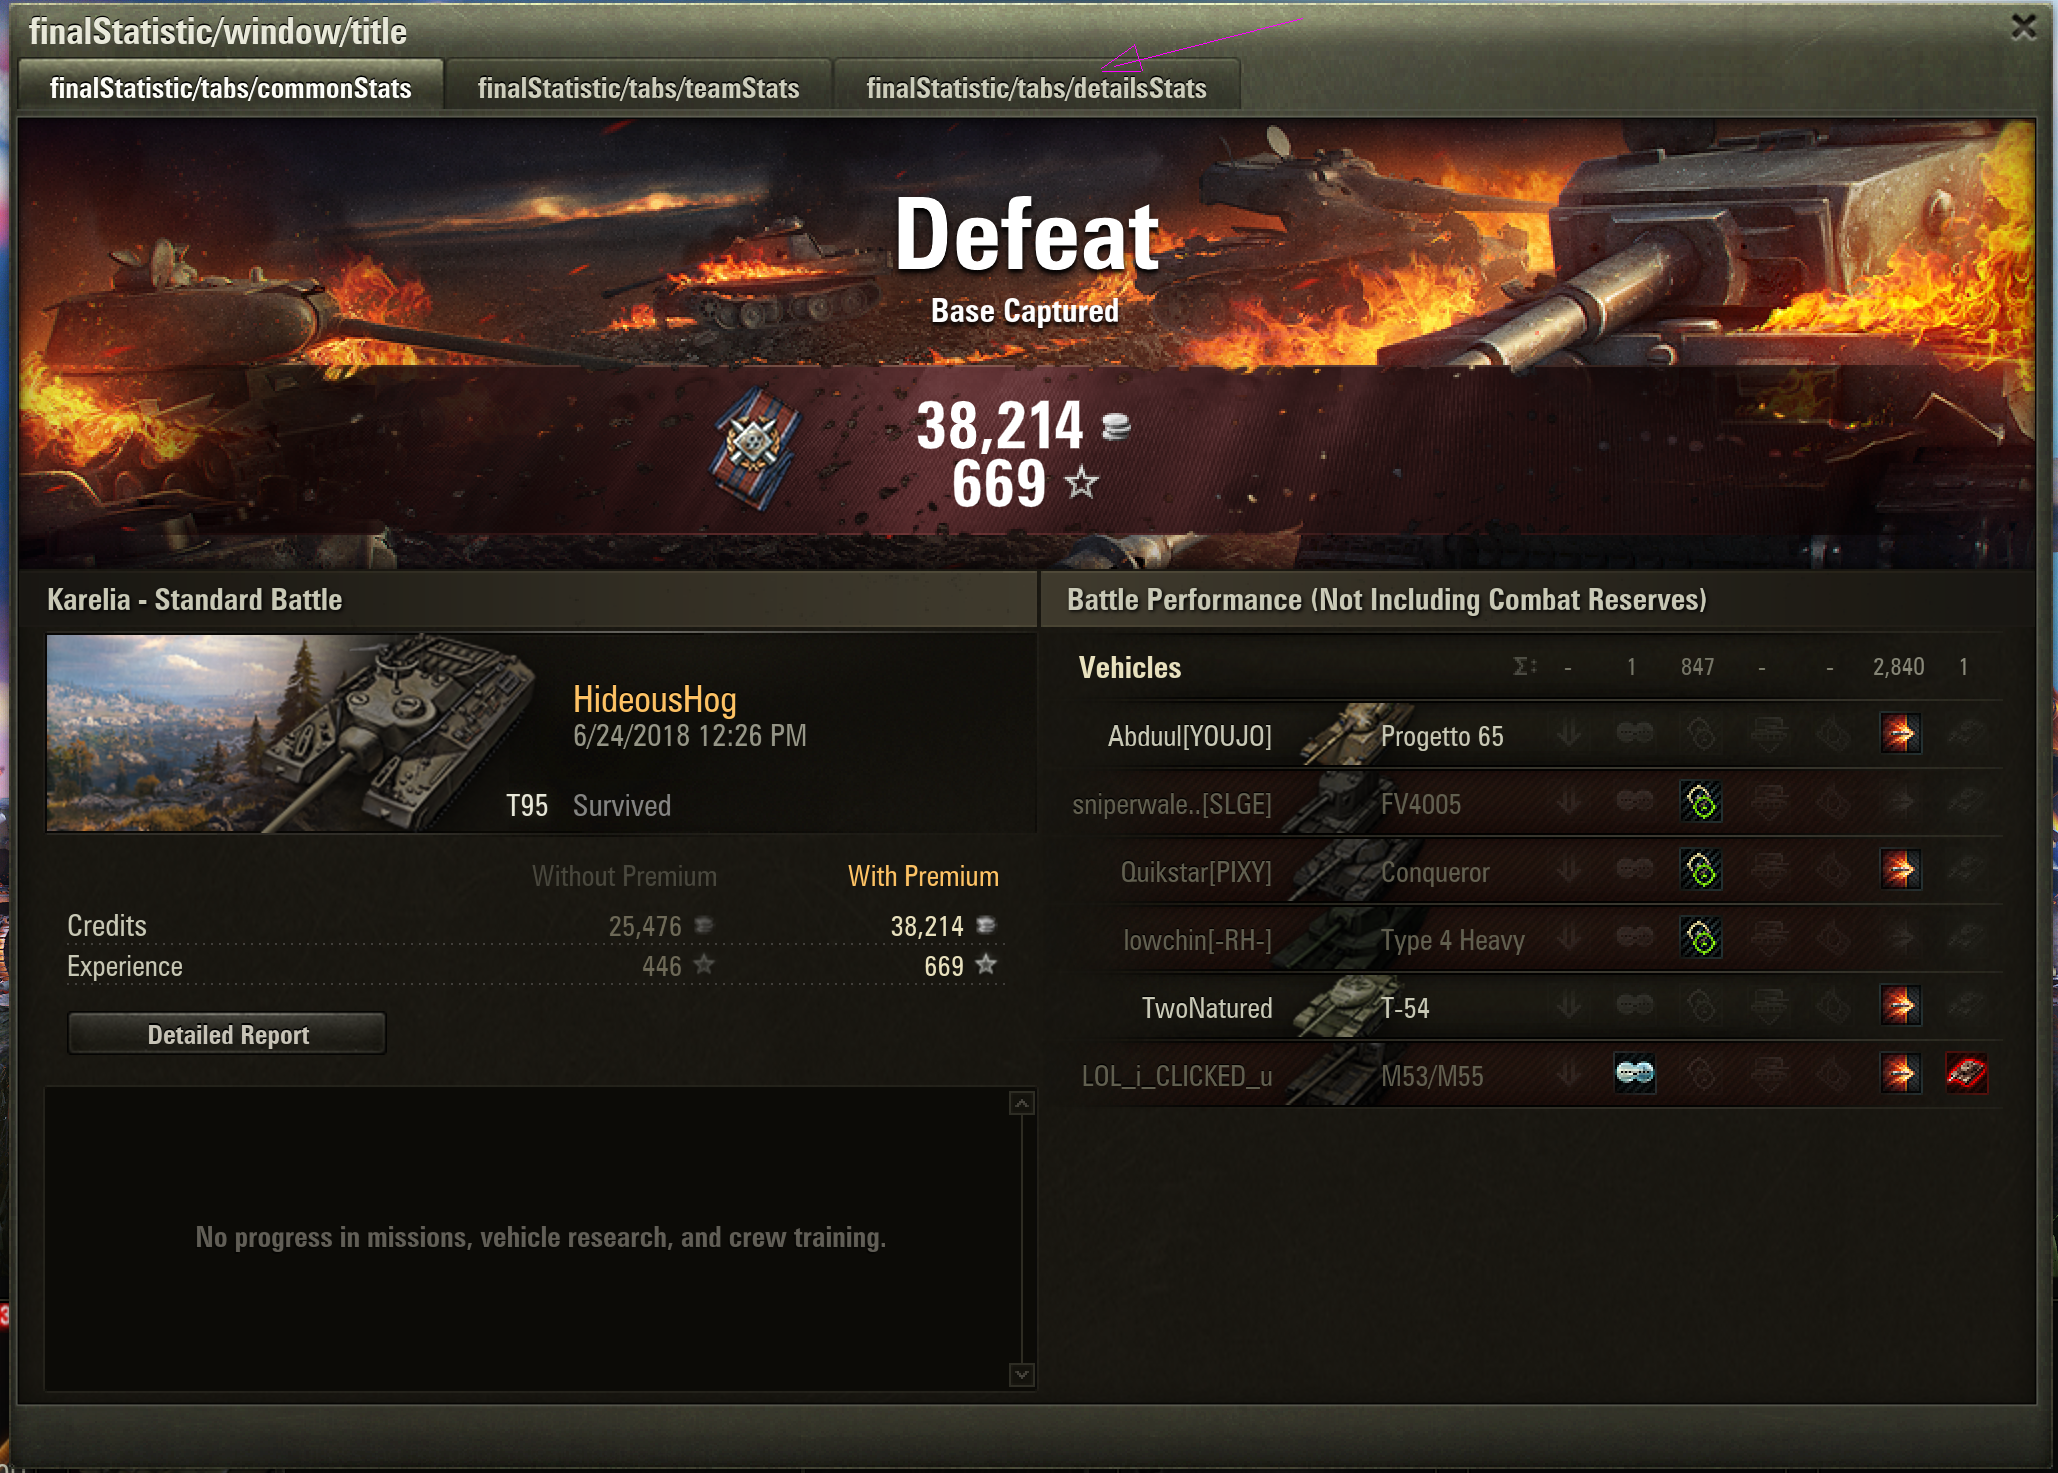 finalStatistic/window/title
finalStatistic/tabs/commonStats finalStatistic/tabs/teamStats finalStatistic/tabs/detailsStats
Defeat
Base Captured
38,214
669
Karelia - Standard Battle
HideousHog
6/24/2018 12:26 PM
T95 Survived
Without Premium With Premium
Credits 25,476 38,214
Experience 446 669
Detailed Report
No progress in missions, vehicle research, and crew training.
Battle Performance (Not Including Combat Reserves)
Vehicles Σ: - 1 847 - - 2,840 1
Abduul[YOUJO] Progetto 65
sniperwale..[SLGE] FV4005
Quikstar[PIXY] Conqueror
lowchin[-RH-] Type 4 Heavy
TwoNatured T-54
LOL_i_CLICKED_u M53/M55
3